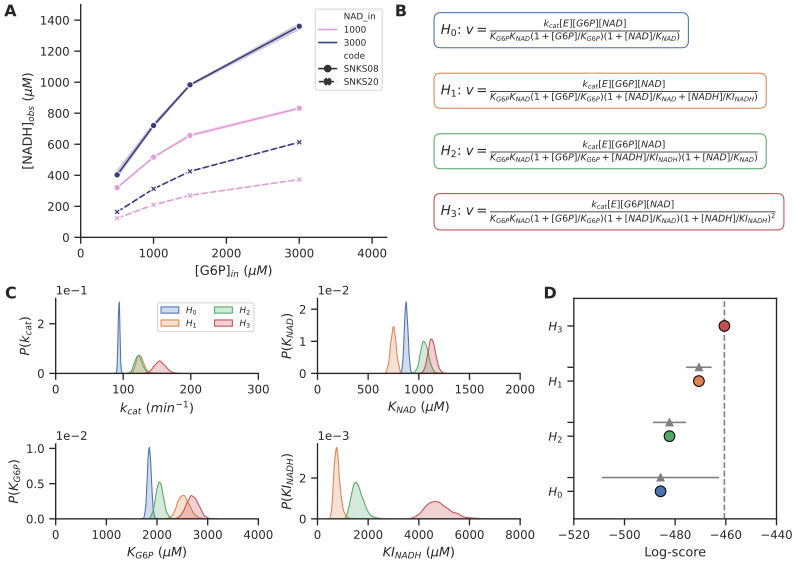 A
1400
1200
1000
800
600
400
200
0
[NADH]obs (μM)
0 1000 2000 3000 4000
[G6P]in (μM)
NAD_in
1000
3000
code
SNKS08
SNKS20
B
H0: v = kcat[E][G6P][NAD] / KG6PKNAD(1 + [G6P]/KG6P)(1 + [NAD]/KNAD)
H1: v = kcat[E][G6P][NAD] / KG6PKNAD(1 + [G6P]/KG6P)(1 + [NAD]/KNAD + [NADH]/KINADH)
H2: v = kcat[E][G6P][NAD] / KG6PKNAD(1 + [G6P]/KG6P + [NADH]/KINADH)(1 + [NAD]/KNAD)
H3: v = kcat[E][G6P][NAD] / KG6PKNAD(1 + [G6P]/KG6P)(1 + [NAD]/KNAD)(1 + [NADH]/KINADH)²
C
1e−1
2
0
P(kcat)
0 100 200 300
kcat (min⁻¹)
H0 H2
H1 H3
1e−2
2
0
P(KNAD)
0 500 1000 1500 2000
KNAD (μM)
1e−2
1.0
0.5
0.0
P(KG6P)
0 1000 2000 3000 4000
KG6P (μM)
1e−3
2
0
P(KINADH)
0 2000 4000 6000 8000
KINADH (μM)
D
H3
H1
H2
H0
−520 −500 −480 −460 −440
Log-score